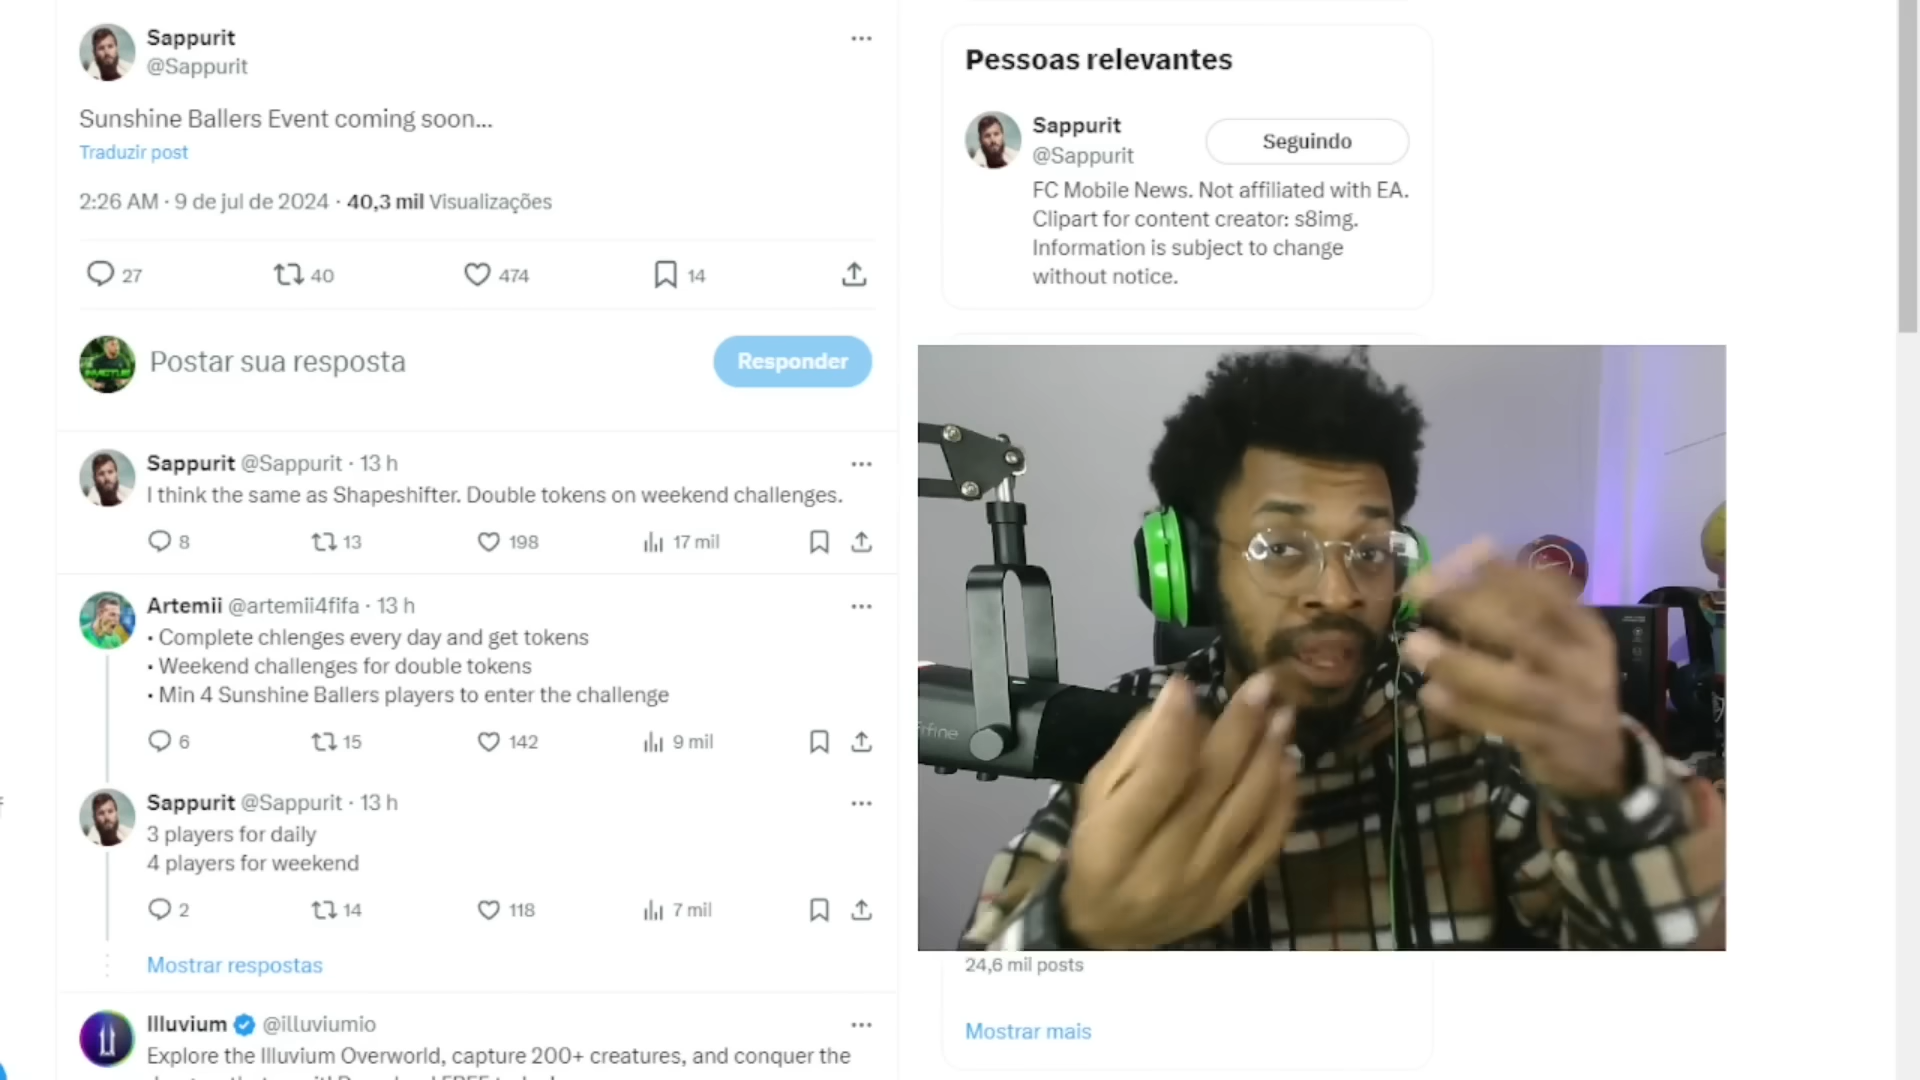 Sappurit
@Sappurit
Sunshine Ballers Event coming soon...
Traduzir post
2:26 AM · 9 de jul de 2024 · 40,3 mil Visualizações
27 40 474 14
Postar sua resposta
Responder
Sappurit @Sappurit · 13 h
I think the same as Shapeshifter. Double tokens on weekend challenges.
8 13 198 17 mil
Artemii @artemii4fifa · 13 h
• Complete chlenges every day and get tokens
• Weekend challenges for double tokens
• Min 4 Sunshine Ballers players to enter the challenge
6 15 142 9 mil
Sappurit @Sappurit · 13 h
3 players for daily
4 players for weekend
2 14 118 7 mil
Mostrar respostas
Illuvium @illuviumio
Explore the Illuvium Overworld, capture 200+ creatures, and conquer the
Pessoas relevantes
Sappurit
@Sappurit
Seguindo
FC Mobile News. Not affiliated with EA.
Clipart for content creator: s8img.
Information is subject to change
without notice.
24,6 mil posts
Mostrar mais